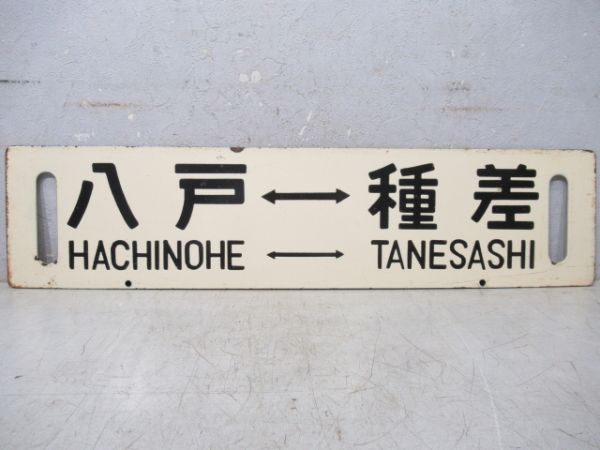 八戸↔種差
HACHINOHE ↔ TANESASHI